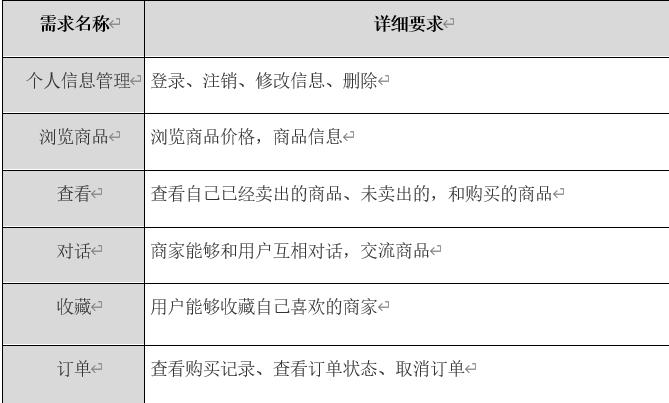 需求名称 详细要求
个人信息管理 登录、注销、修改信息、删除
浏览商品 浏览商品价格，商品信息
查看 查看自己已经卖出的商品、未卖出的，和购买的商品
对话 商家能够和用户互相对话，交流商品
收藏 用户能够收藏自己喜欢的商家
订单 查看购买记录、查看订单状态、取消订单